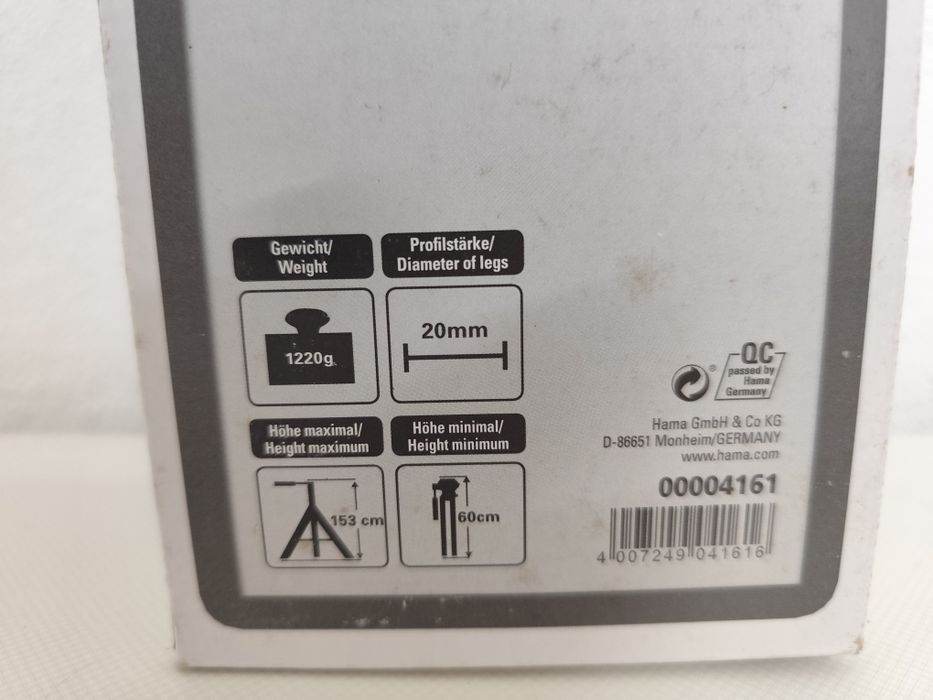 Gewicht/
Weight
1220g
Profilstärke/
Diameter of legs
20mm
Höhe maximal/
Height maximum
153 cm
Höhe minimal/
Height minimum
60cm
®
QC
passed by
Hama
Germany
Hama GmbH & Co KG
D-86651 Monheim/GERMANY
www.hama.com
00004161
4 007249 041616